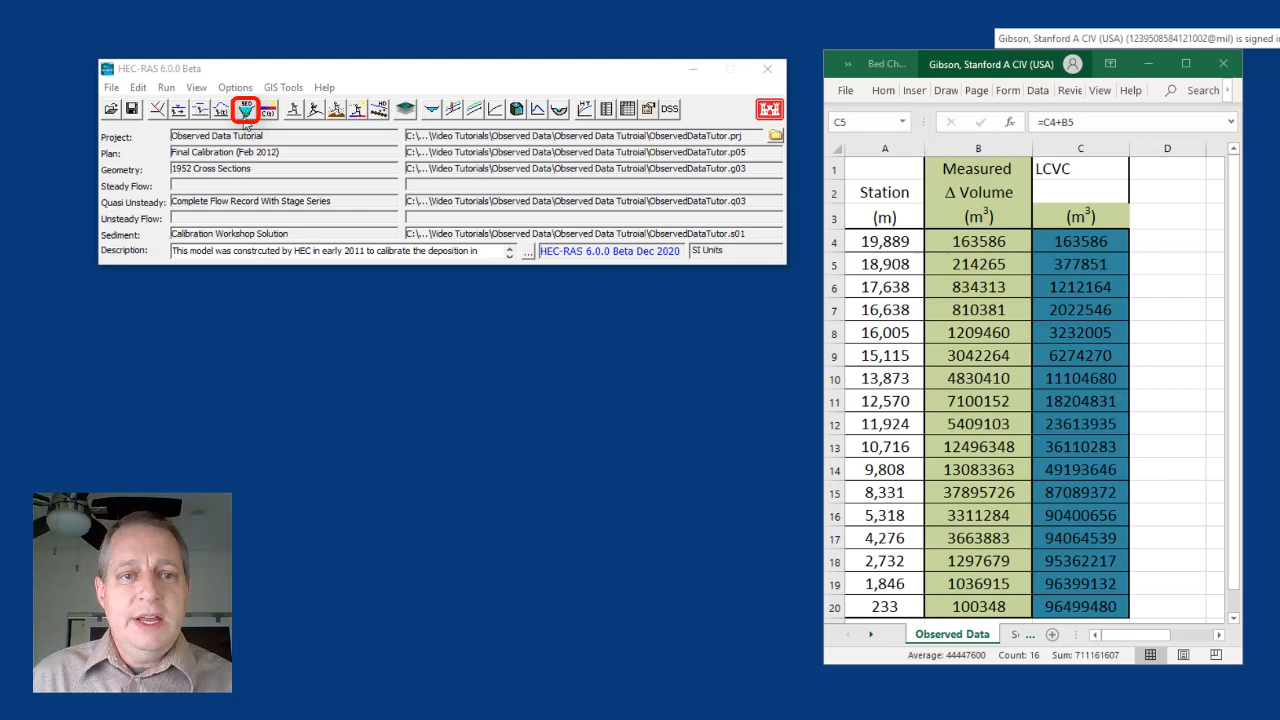 Gibson, Stanford A CIV (USA) (1239508584121002@mil) is signed in
HEC-RAS 6.0.0 Beta
File Edit Run View Options GIS Tools Help
SED
HD
DSS
Project: Observed Data Tutorial C:\...\Video Tutorials\Observed Data\Observed Data Tutroial\ObservedDataTutor.prj
Plan: Final Calibration (Feb 2012) C:\...\Video Tutorials\Observed Data\Observed Data Tutroial\ObservedDataTutor.p05
Geometry: 1952 Cross Sections C:\...\Video Tutorials\Observed Data\Observed Data Tutroial\ObservedDataTutor.g03
Steady Flow:
Quasi Unsteady: Complete Flow Record With Stage Series C:\...\Video Tutorials\Observed Data\Observed Data Tutroial\ObservedDataTutor.q03
Unsteady Flow:
Sediment: Calibration Workshop Solution C:\...\Video Tutorials\Observed Data\Observed Data Tutroial\ObservedDataTutor.s01
Description: This model was constrcuted by HEC in early 2011 to calibrate the deposition in ... HEC-RAS 6.0.0 Beta Dec 2020 SI Units
» Bed Ch... Gibson, Stanford A CIV (USA)
File Hom Inser Draw Page Form Data Revie View Help Search
C5 fx =C4+B5
A B C D
1 Measured LCVC
2 Station Δ Volume
3 (m) (m³) (m³)
4 19,889 163586 163586
5 18,908 214265 377851
6 17,638 834313 1212164
7 16,638 810381 2022546
8 16,005 1209460 3232005
9 15,115 3042264 6274270
10 13,873 4830410 11104680
11 12,570 7100152 18204831
12 11,924 5409103 23613935
13 10,716 12496348 36110283
14 9,808 13083363 49193646
15 8,331 37895726 87089372
16 5,318 3311284 90400656
17 4,276 3663883 94064539
18 2,732 1297679 95362217
19 1,846 1036915 96399132
20 233 100348 96499480
Observed Data S ...
Average: 44447600 Count: 16 Sum: 711161607